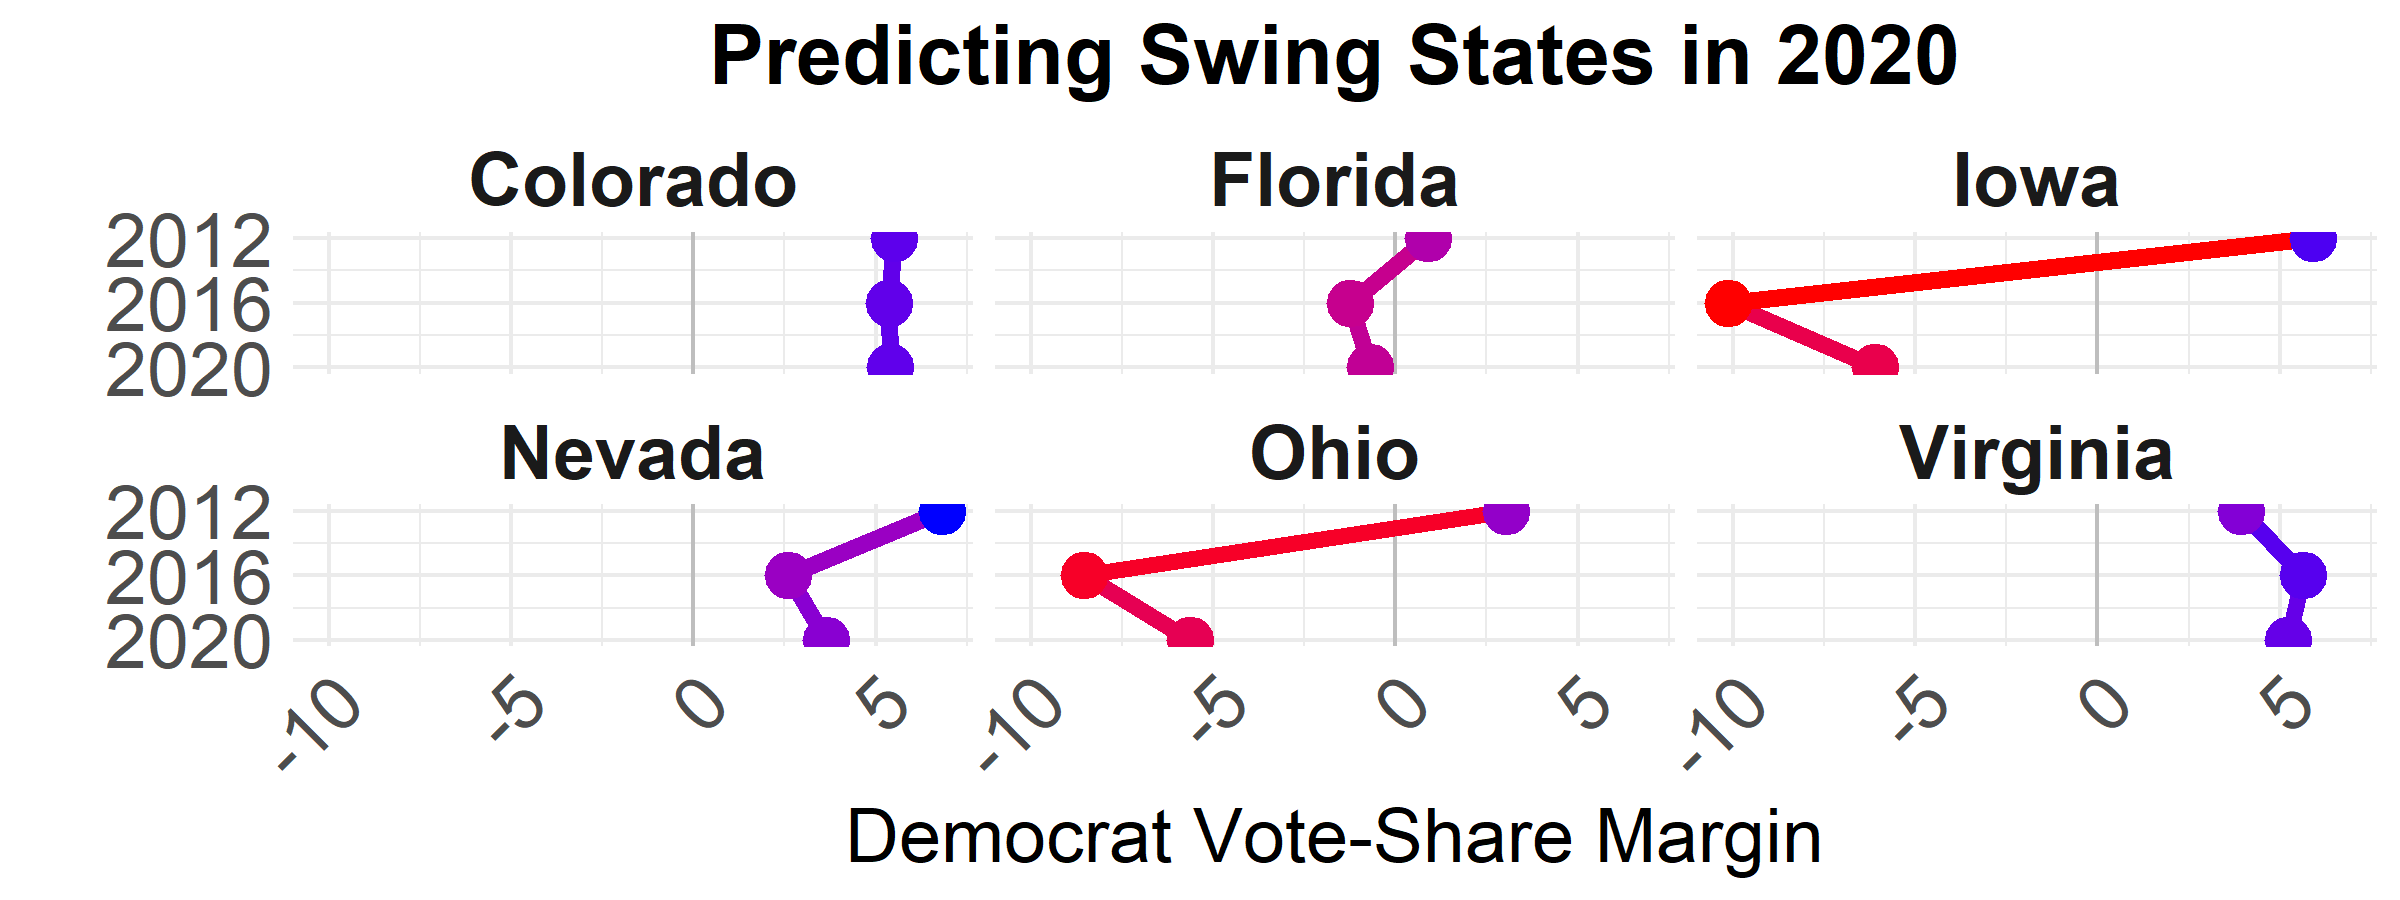 Predicting Swing States in 2020
Colorado Florida Iowa
2012
2016
2020
Nevada Ohio Virginia
2012
2016
2020
-10 -5 0 5 -10 -5 0 5 -10 -5 0 5
Democrat Vote-Share Margin